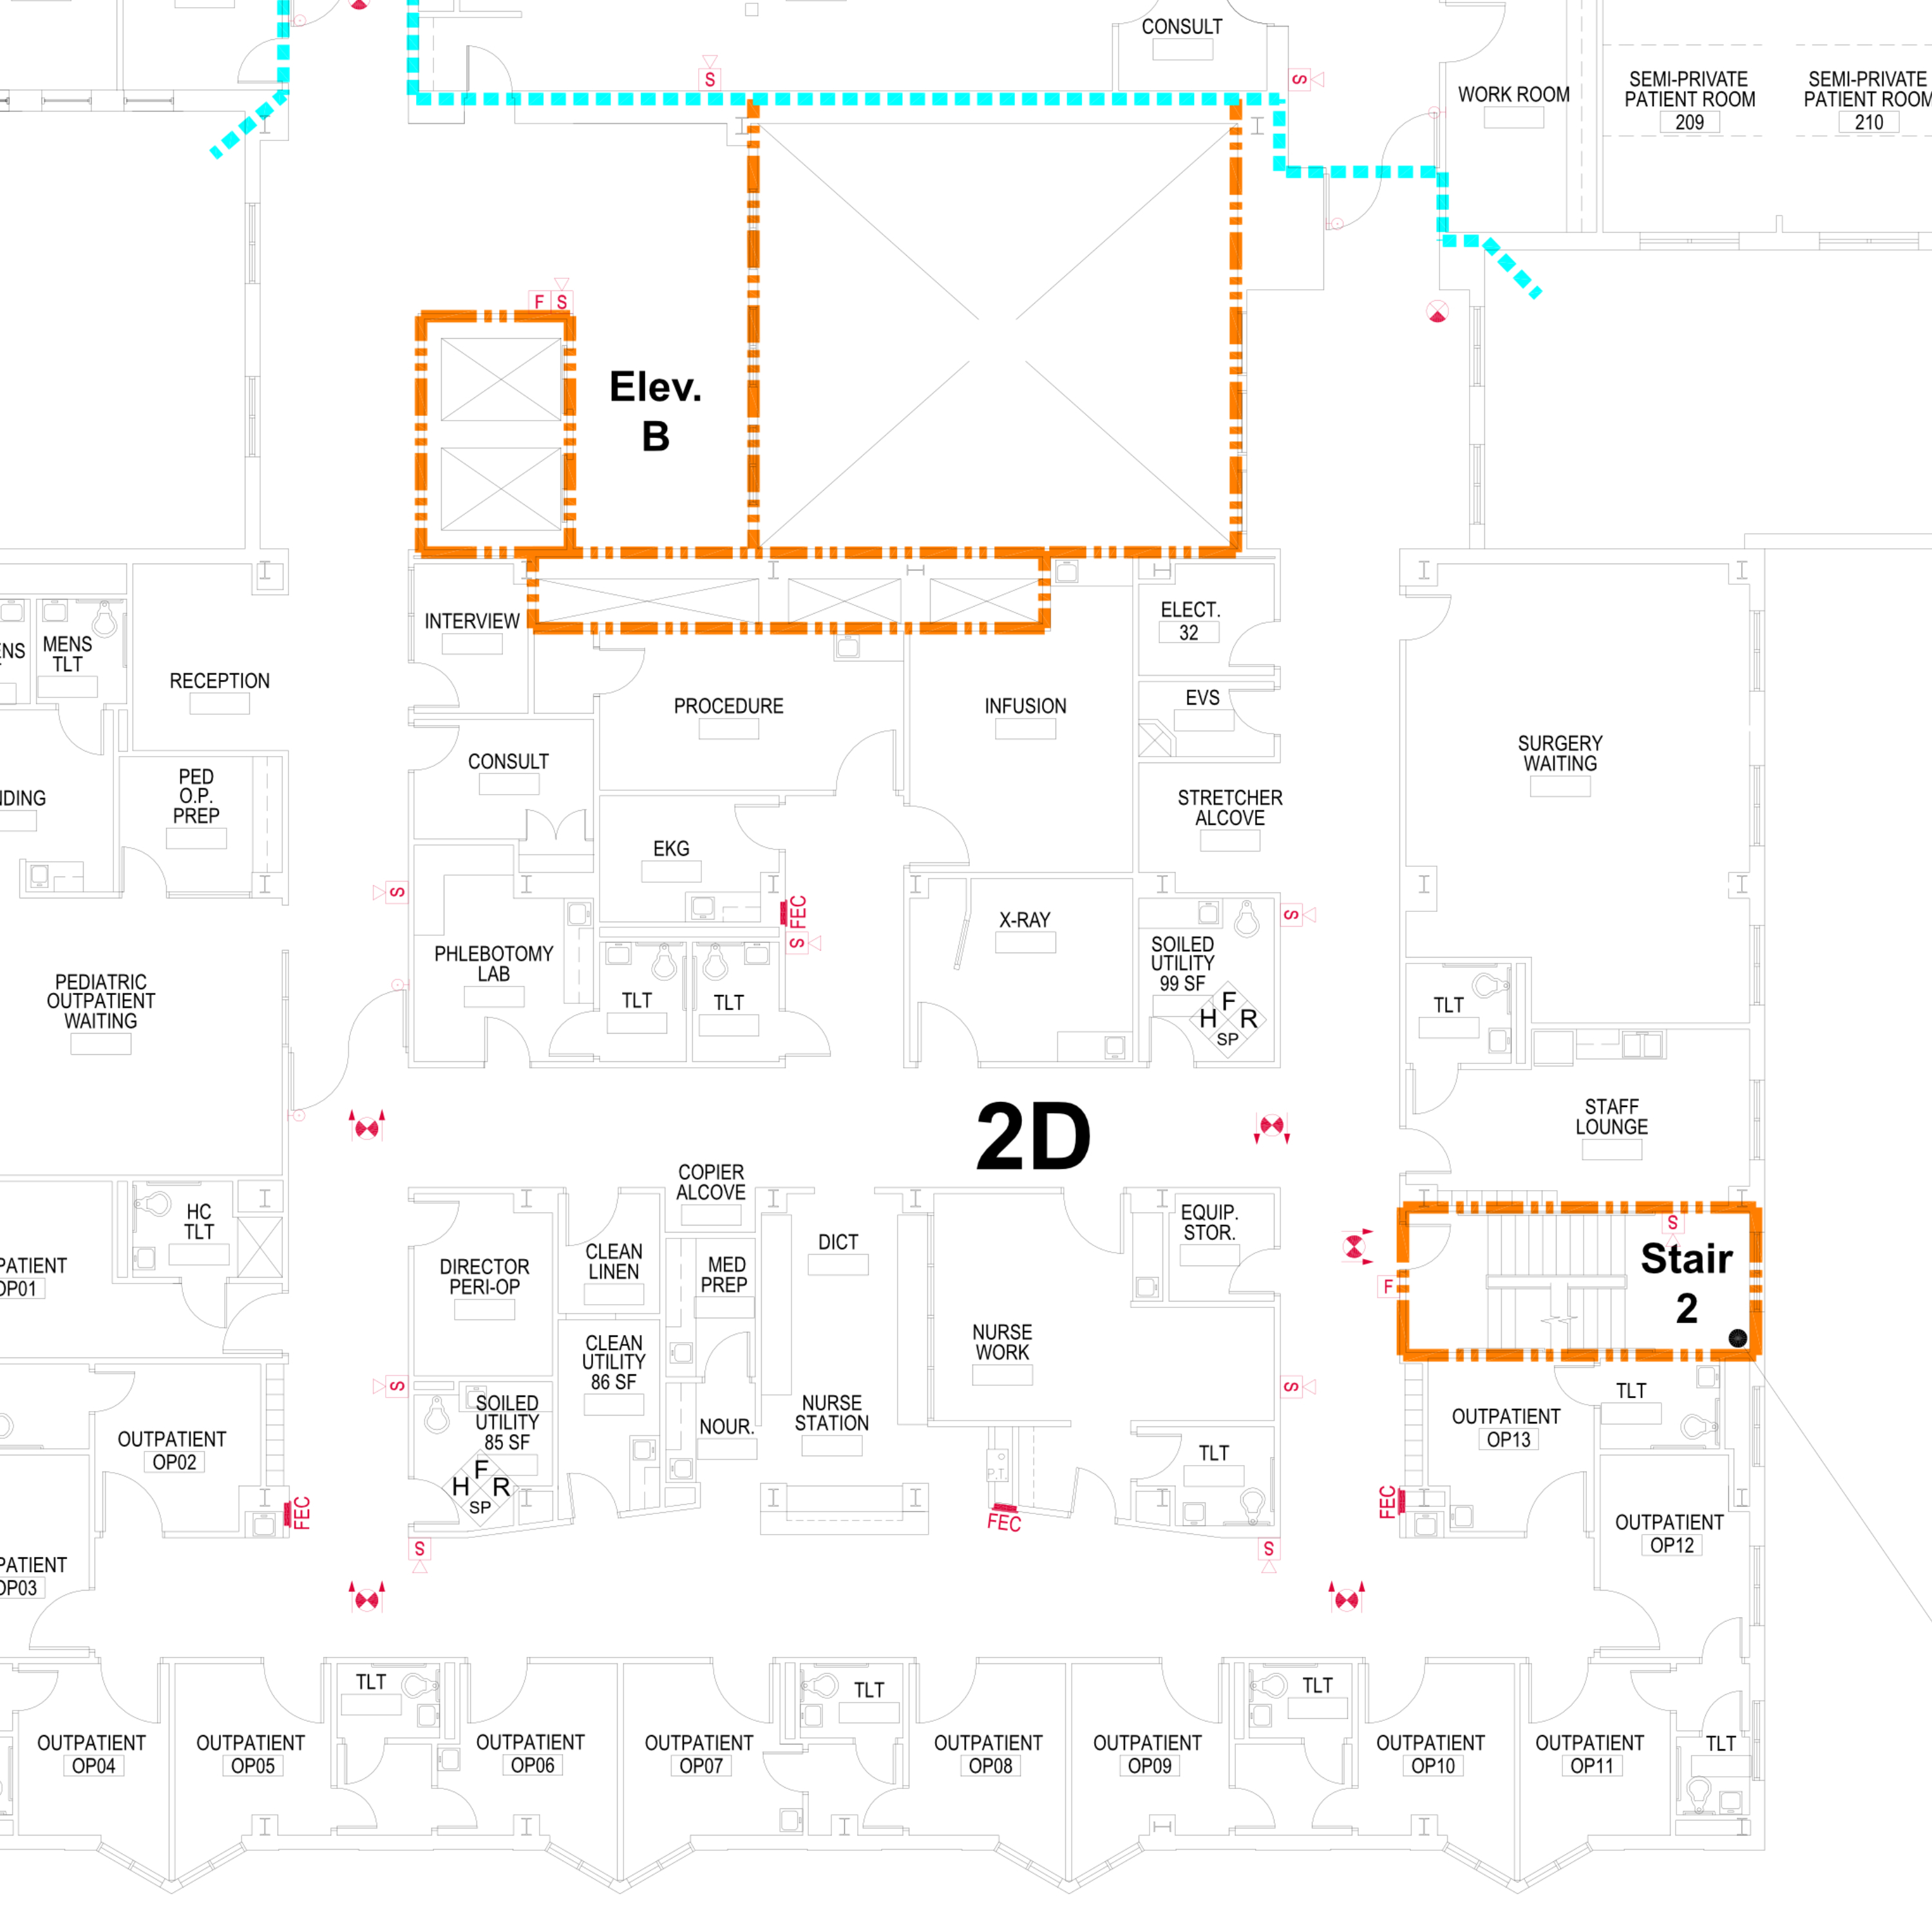 CONSULT
S
S
WORK ROOM
SEMI-PRIVATE
PATIENT ROOM
209
SEMI-PRIVATE
PATIENT ROOM
210
F
S
Elev.
B
INTERVIEW
ELECT.
32
MENS
TLT
RECEPTION
PROCEDURE
INFUSION
EVS
SURGERY
WAITING
CONSULT
PED
O.P.
PREP
STRETCHER
ALCOVE
EKG
S
FEC
S
X-RAY
S
PHLEBOTOMY
LAB
SOILED
UTILITY
99 SF
F
H
R
SP
PEDIATRIC
OUTPATIENT
WAITING
TLT
TLT
TLT
2D
STAFF
LOUNGE
COPIER
ALCOVE
HC
TLT
EQUIP.
STOR.
S
Stair
2
F
DIRECTOR
PERI-OP
CLEAN
LINEN
MED
PREP
DICT
OP01
NURSE
WORK
CLEAN
UTILITY
86 SF
S
S
SOILED
UTILITY
85 SF
F
H
R
SP
NOUR.
NURSE
STATION
TLT
TLT
OUTPATIENT
OP13
OUTPATIENT
OP02
FEC
FEC
FEC
OUTPATIENT
OP12
S
S
OP03
TLT
TLT
TLT
OUTPATIENT
OP04
OUTPATIENT
OP05
OUTPATIENT
OP06
OUTPATIENT
OP07
OUTPATIENT
OP08
OUTPATIENT
OP09
OUTPATIENT
OP10
OUTPATIENT
OP11
TLT